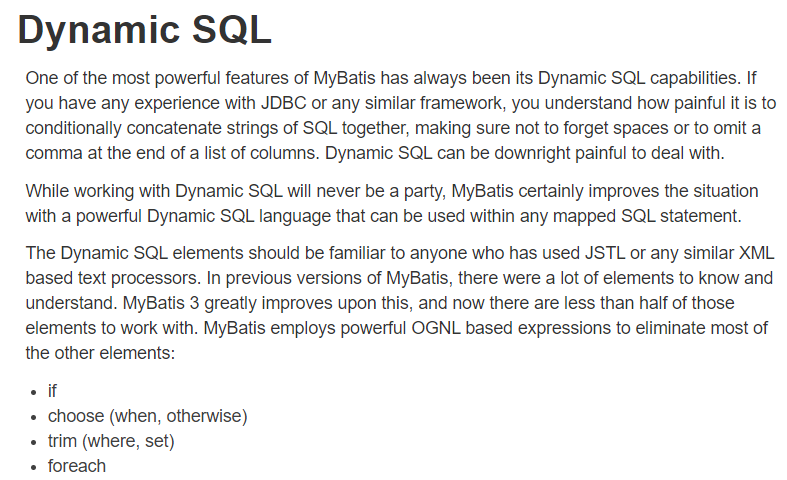 Dynamic SQL
One of the most powerful features of MyBatis has always been its Dynamic SQL capabilities. If
you have any experience with JDBC or any similar framework, you understand how painful it is to
conditionally concatenate strings of SQL together, making sure not to forget spaces or to omit a
comma at the end of a list of columns. Dynamic SQL can be downright painful to deal with.
While working with Dynamic SQL will never be a party, MyBatis certainly improves the situation
with a powerful Dynamic SQL language that can be used within any mapped SQL statement.
The Dynamic SQL elements should be familiar to anyone who has used JSTL or any similar XML
based text processors. In previous versions of MyBatis, there were a lot of elements to know and
understand. MyBatis 3 greatly improves upon this, and now there are less than half of those
elements to work with. MyBatis employs powerful OGNL based expressions to eliminate most of
the other elements:
• if
• choose (when, otherwise)
• trim (where, set)
• foreach